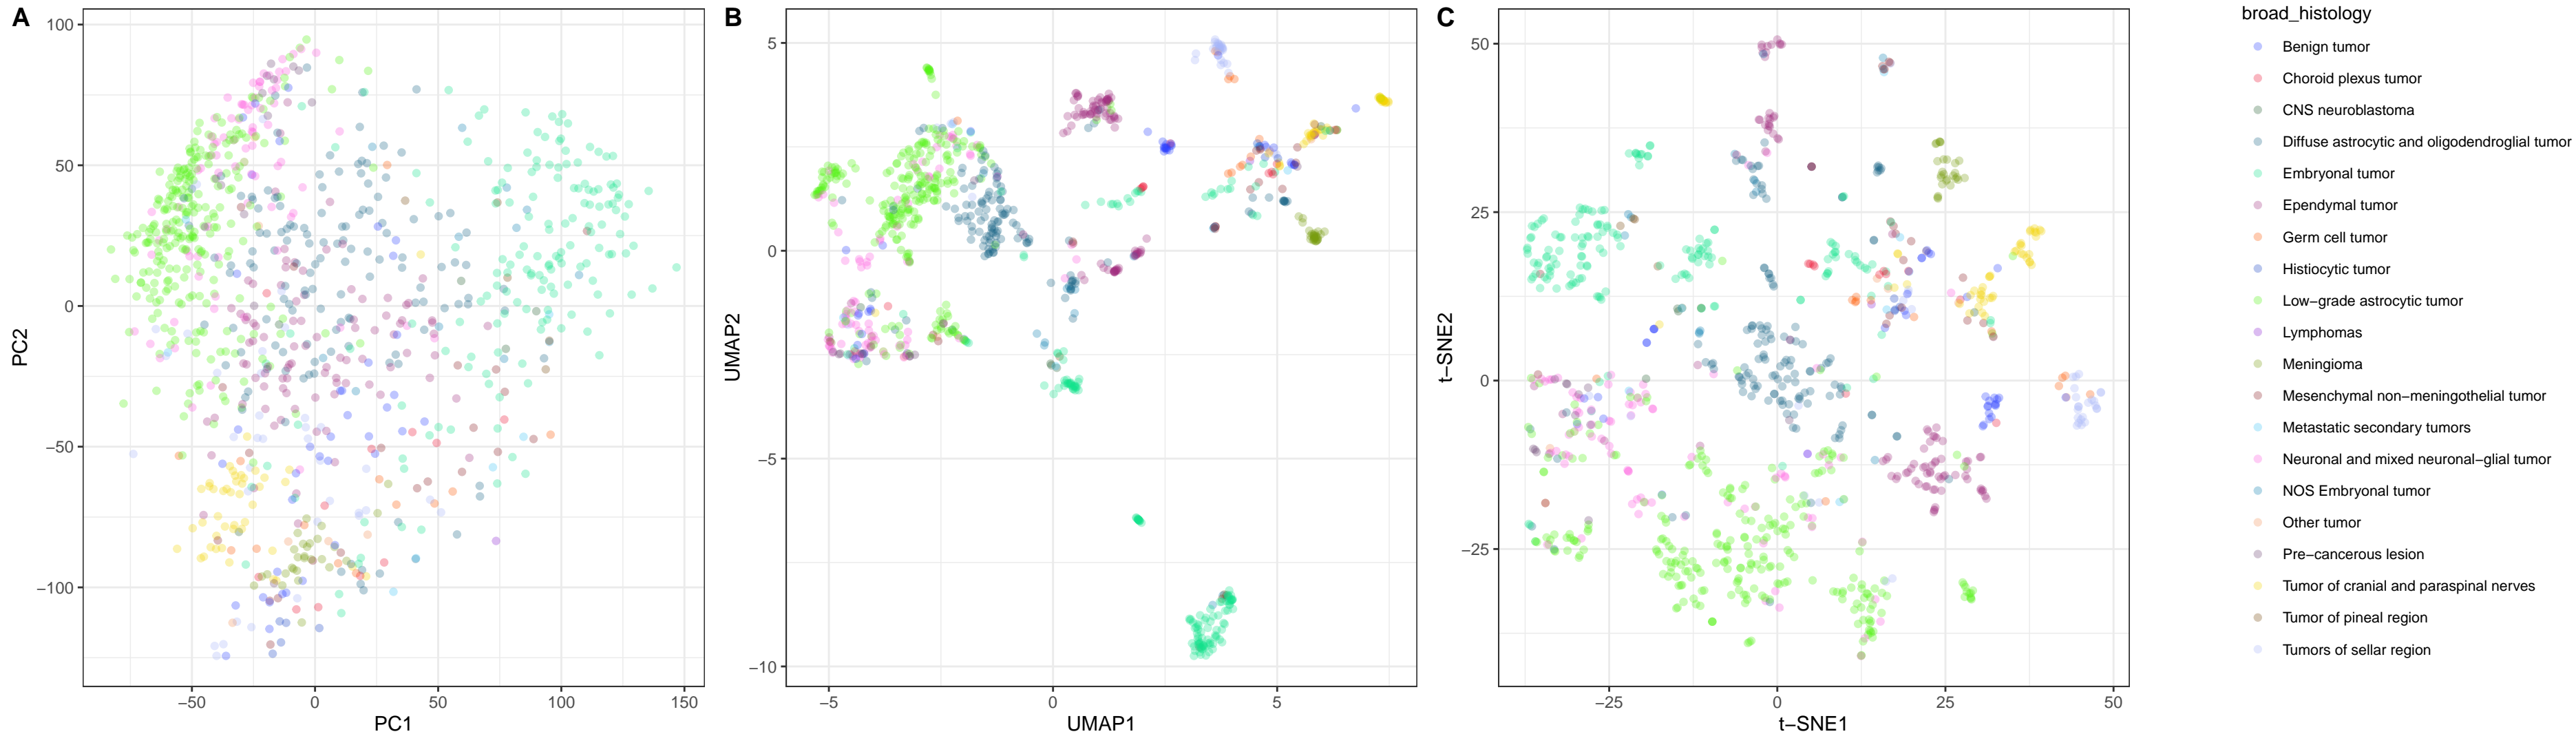 A
100
50
0
−50
−100
PC2
−50
0
50
100
150
PC1
B
5
0
−5
−10
UMAP2
−5
0
5
UMAP1
C
50
25
0
−25
t−SNE2
−25
0
25
50
t−SNE1
broad_histology
Benign tumor
Choroid plexus tumor
CNS neuroblastoma
Diffuse astrocytic and oligodendroglial tumor
Embryonal tumor
Ependymal tumor
Germ cell tumor
Histiocytic tumor
Low−grade astrocytic tumor
Lymphomas
Meningioma
Mesenchymal non−meningothelial tumor
Metastatic secondary tumors
Neuronal and mixed neuronal−glial tumor
NOS Embryonal tumor
Other tumor
Pre−cancerous lesion
Tumor of cranial and paraspinal nerves
Tumor of pineal region
Tumors of sellar region